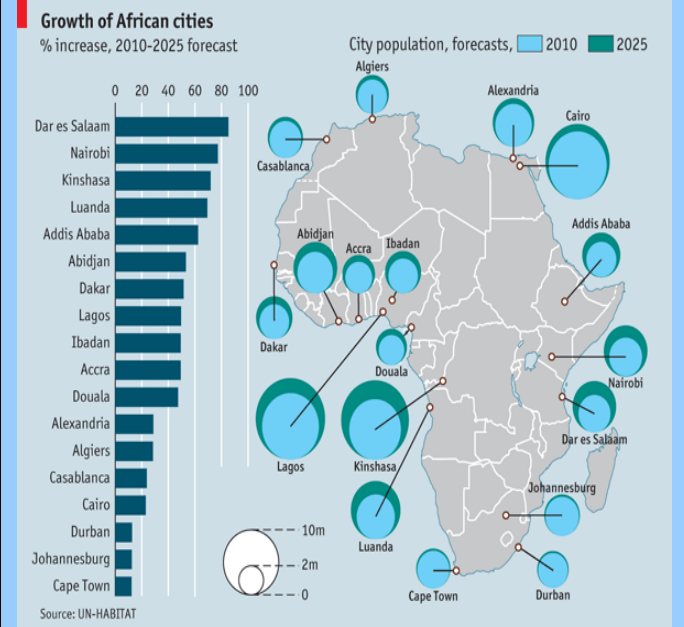 Growth of African cities
% increase, 2010-2025 forecast
0 20 40 60 80 100
Dar es Salaam
Nairobi
Kinshasa
Luanda
Addis Ababa
Abidjan
Dakar
Lagos
Ibadan
Accra
Douala
Alexandria
Algiers
Casablanca
Cairo
Durban
Johannesburg
Cape Town
Source: UN-HABITAT
City population, forecasts, 2010 2025
Algiers
Alexandria
Cairo
Casablanca
Addis Ababa
Abidjan
Accra
Ibadan
Dakar
Douala
Nairobi
Dar es Salaam
Lagos
Kinshasa
Johannesburg
Luanda
Cape Town
Durban
10m
2m
0